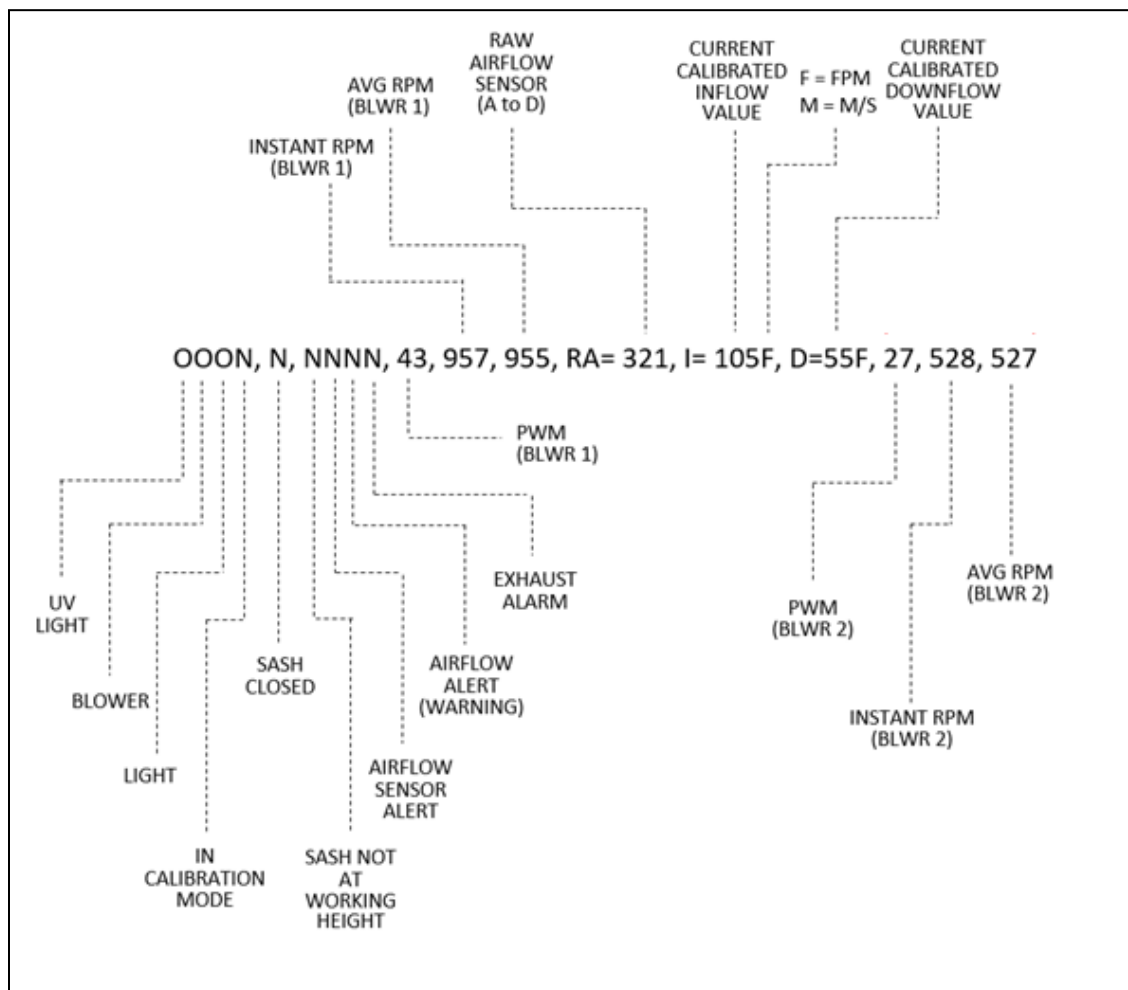 RAW
AIRFLOW
SENSOR
(A to D)
AVG RPM
(BLWR 1)
INSTANT RPM
(BLWR 1)
CURRENT
CALIBRATED
INFLOW
VALUE
F = FPM
M = M/S
CURRENT
CALIBRATED
DOWNFLOW
VALUE
OOON, N, NNNN, 43, 957, 955, RA= 321, I= 105F, D=55F, 27, 528, 527
PWM
(BLWR 1)
UV
LIGHT
BLOWER
LIGHT
IN
CALIBRATION
MODE
SASH
CLOSED
SASH NOT
AT
WORKING
HEIGHT
AIRFLOW
SENSOR
ALERT
AIRFLOW
ALERT
(WARNING)
EXHAUST
ALARM
PWM
(BLWR 2)
INSTANT RPM
(BLWR 2)
AVG RPM
(BLWR 2)